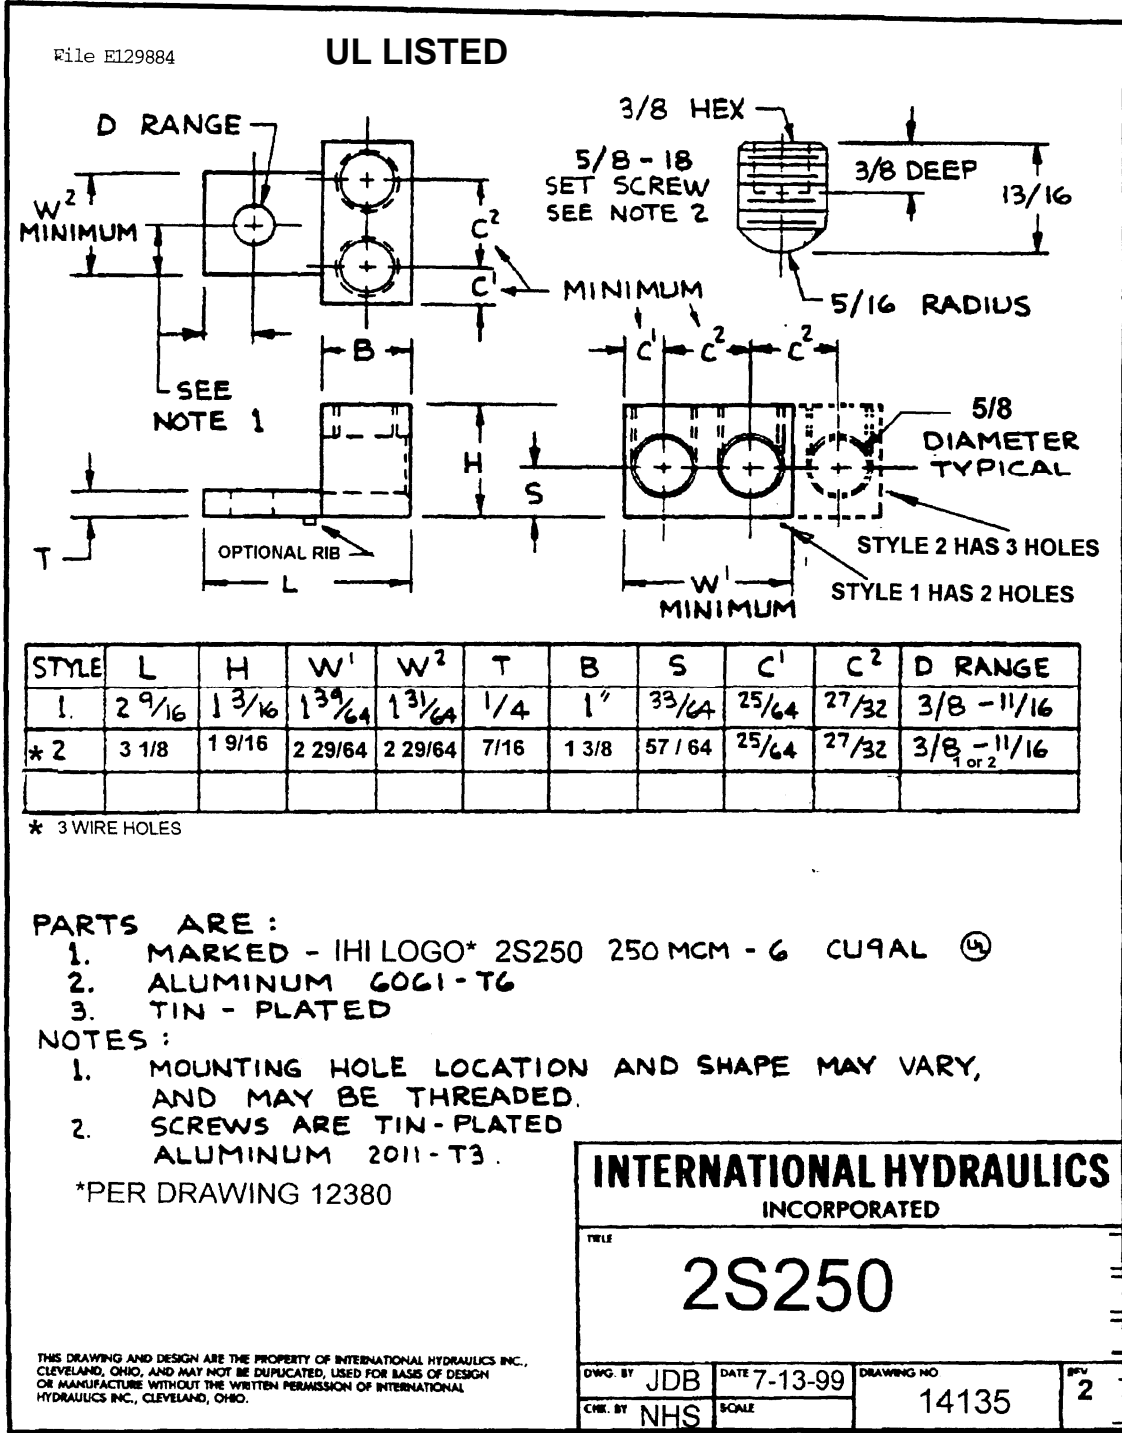 File E129884
UL LISTED
D RANGE
3/8 HEX
5/8 - 18
SET SCREW
SEE NOTE 2
3/8 DEEP
13/16
W²
MINIMUM
C²
C¹
MINIMUM
5/16 RADIUS
B
C¹
C²
C²
SEE
NOTE 1
5/8
DIAMETER
TYPICAL
H
S
T
OPTIONAL RIB
L
W¹
MINIMUM
STYLE 2 HAS 3 HOLES
STYLE 1 HAS 2 HOLES
STYLE L H W¹ W² T B S C¹ C² D RANGE
1. 2 9/16 1 3/16 1 39/64 1 31/64 1/4 1" 33/64 25/64 27/32 3/8 - 11/16
* 2 3 1/8 1 9/16 2 29/64 2 29/64 7/16 1 3/8 57 / 64 25/64 27/32 3/8 - 11/16
1 or 2
* 3 WIRE HOLES
PARTS ARE :
1. MARKED - IHI LOGO* 2S250 250 MCM - 6 CU9AL UL
2. ALUMINUM 6061 - T6
3. TIN - PLATED
NOTES :
1. MOUNTING HOLE LOCATION AND SHAPE MAY VARY,
AND MAY BE THREADED.
2. SCREWS ARE TIN - PLATED
ALUMINUM 2011 - T3.
*PER DRAWING 12380
INTERNATIONAL HYDRAULICS
INCORPORATED
TITLE
2S250
THIS DRAWING AND DESIGN ARE THE PROPERTY OF INTERNATIONAL HYDRAULICS INC.,
CLEVELAND, OHIO, AND MAY NOT BE DUPLICATED, USED FOR BASIS OF DESIGN
OR MANUFACTURE WITHOUT THE WRITTEN PERMISSION OF INTERNATIONAL
HYDRAULICS INC., CLEVELAND, OHIO.
DWG. BY JDB DATE 7-13-99 DRAWING NO. 14135 REV 2
CHK. BY NHS SCALE